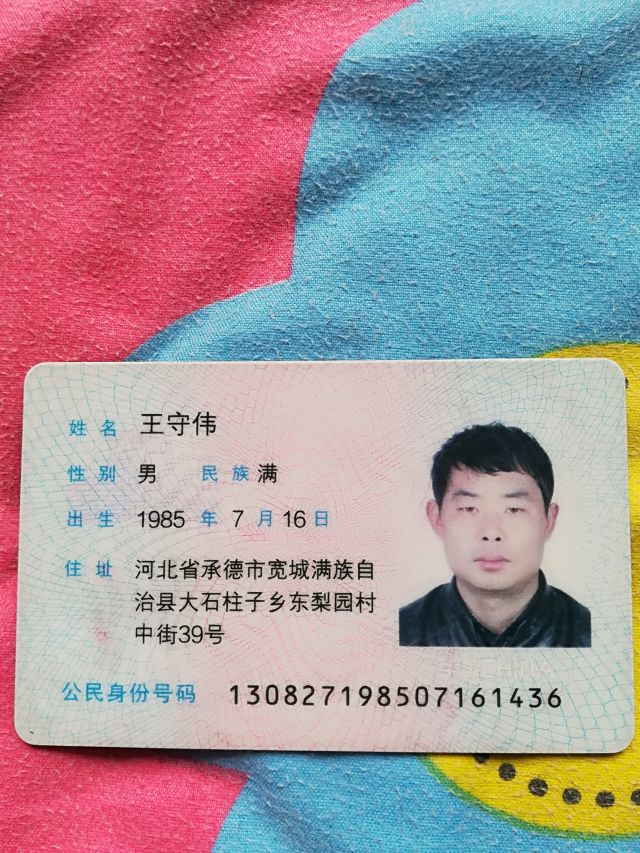 姓名 王守伟
性别 男 民族 满
出生 1985 年 7 月 16 日
住址 河北省承德市宽城满族自
治县大石柱子乡东梨园村
中街39号
公民身份号码 130827198507161436